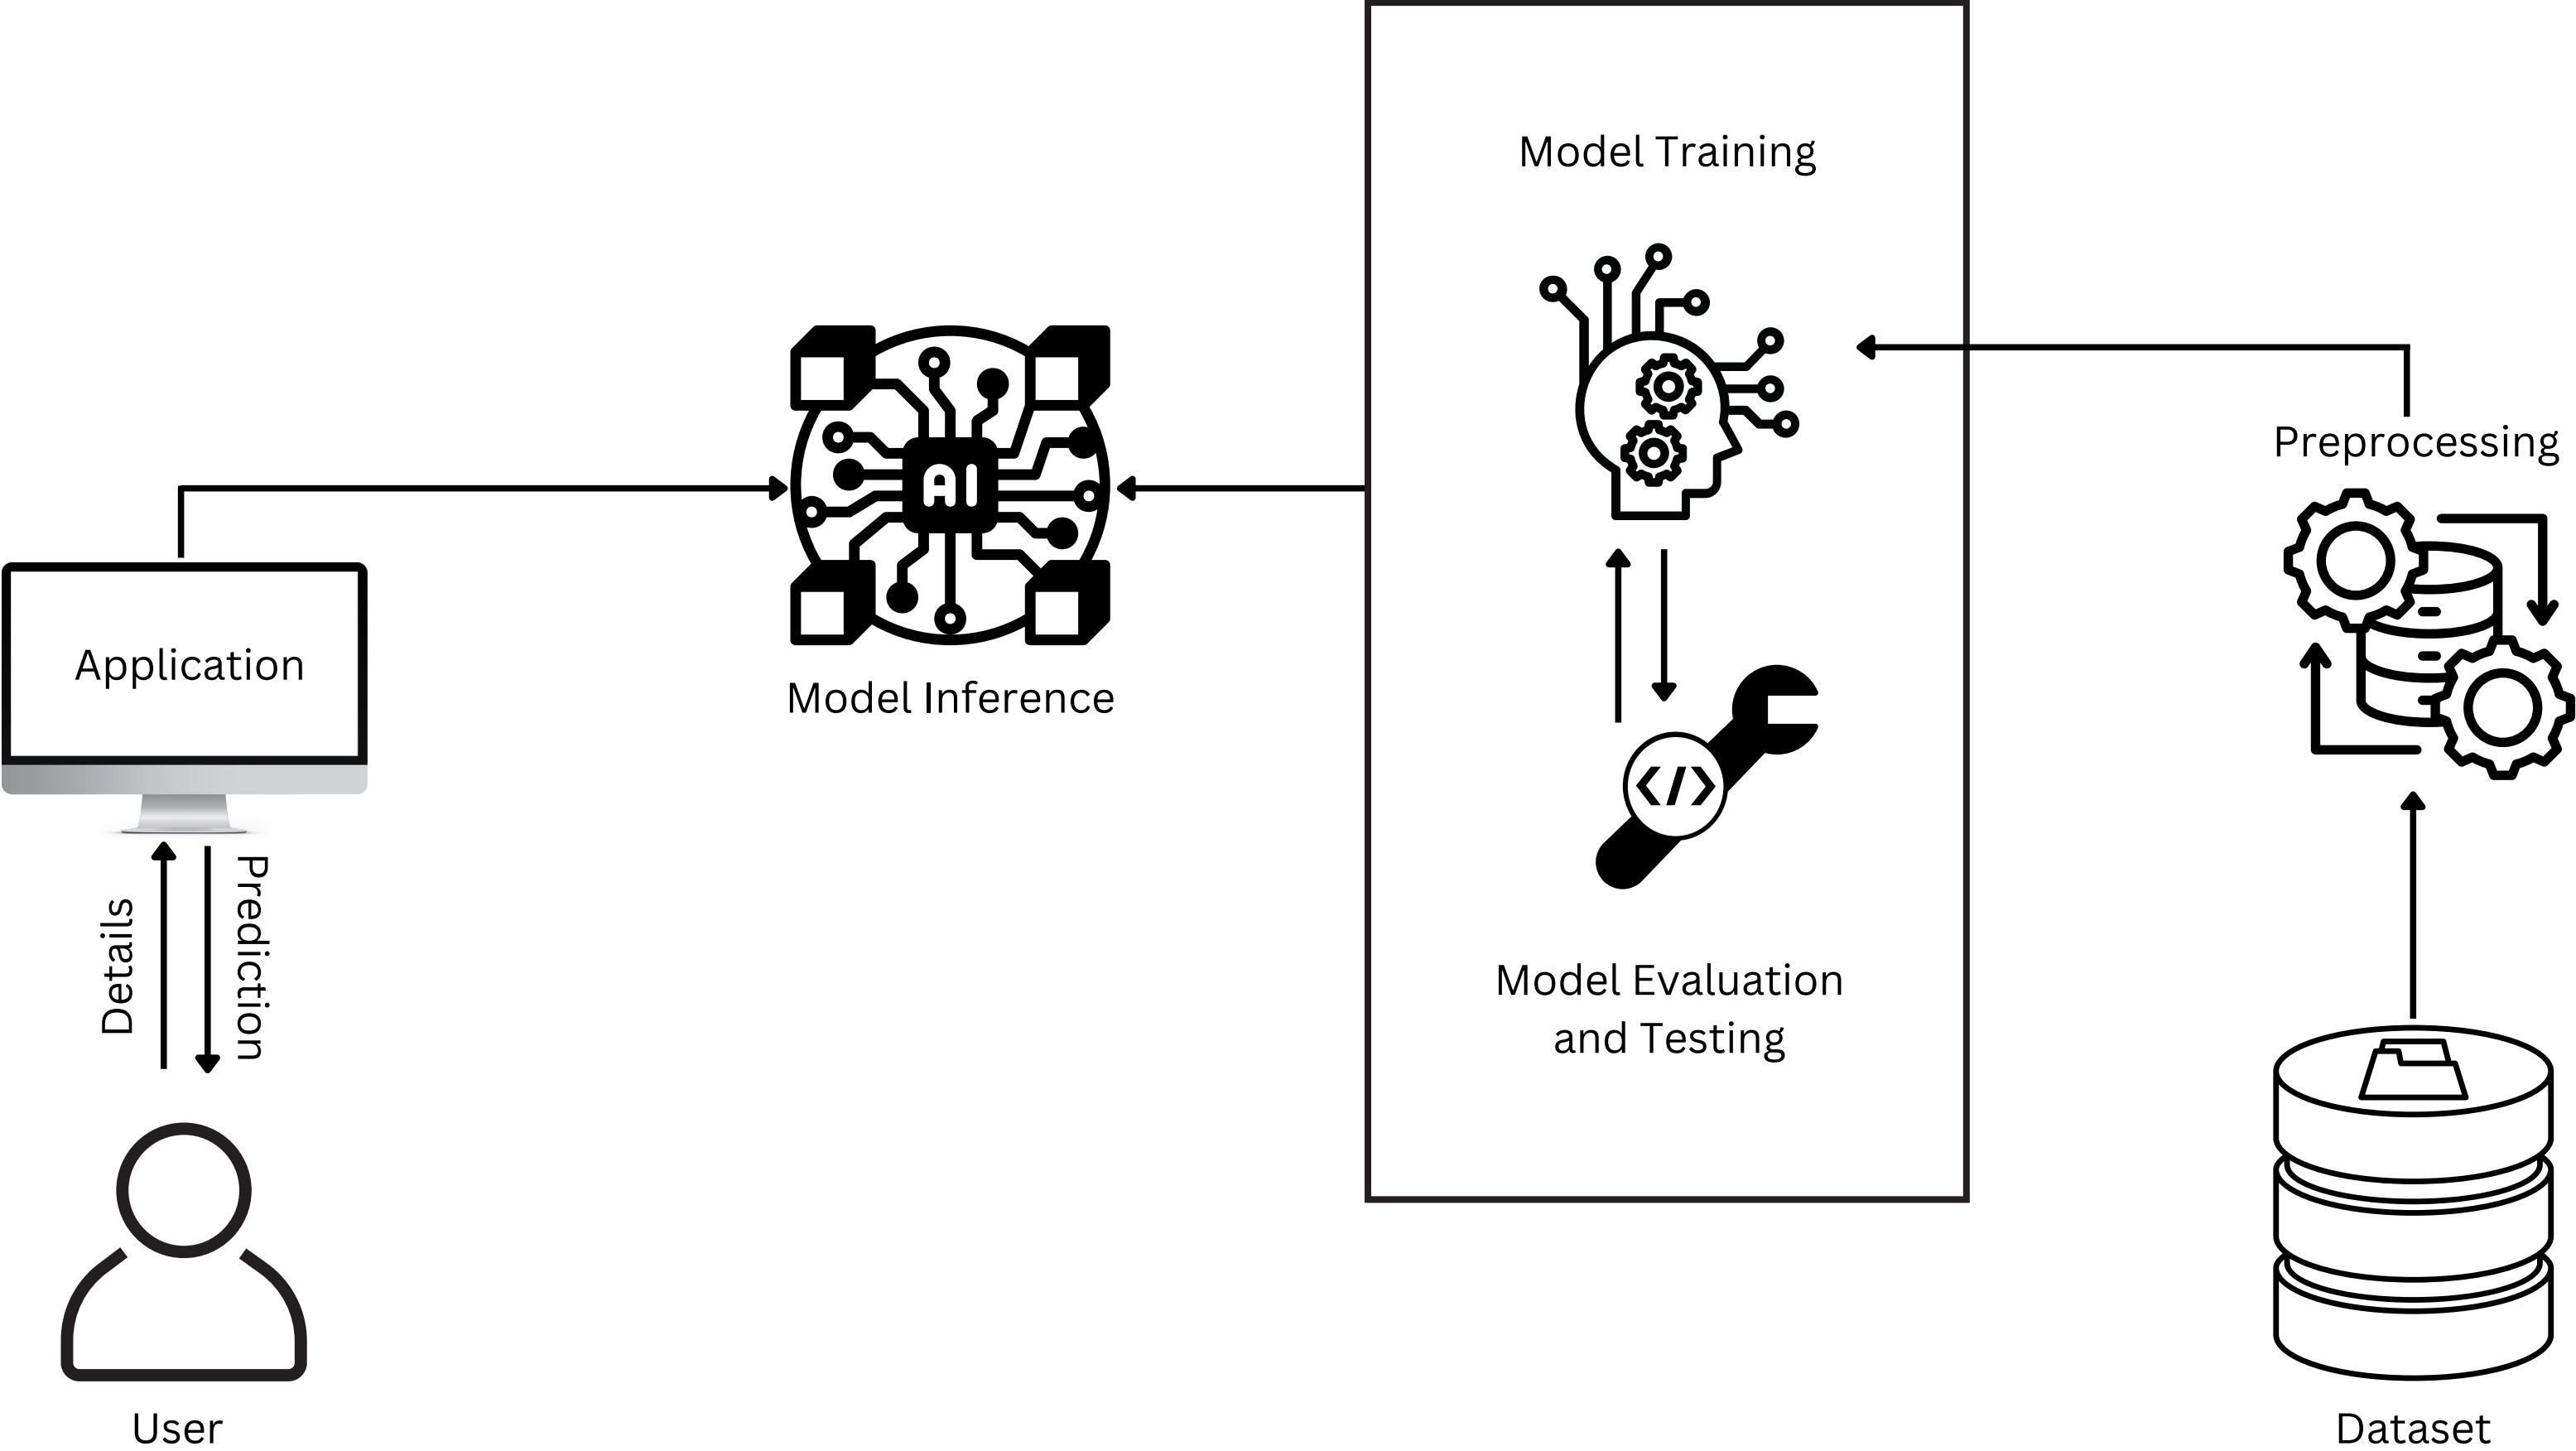 Model Training
Preprocessing
AI
Application
Model Inference
</>
Details
Prediction
Model Evaluation
and Testing
User
Dataset